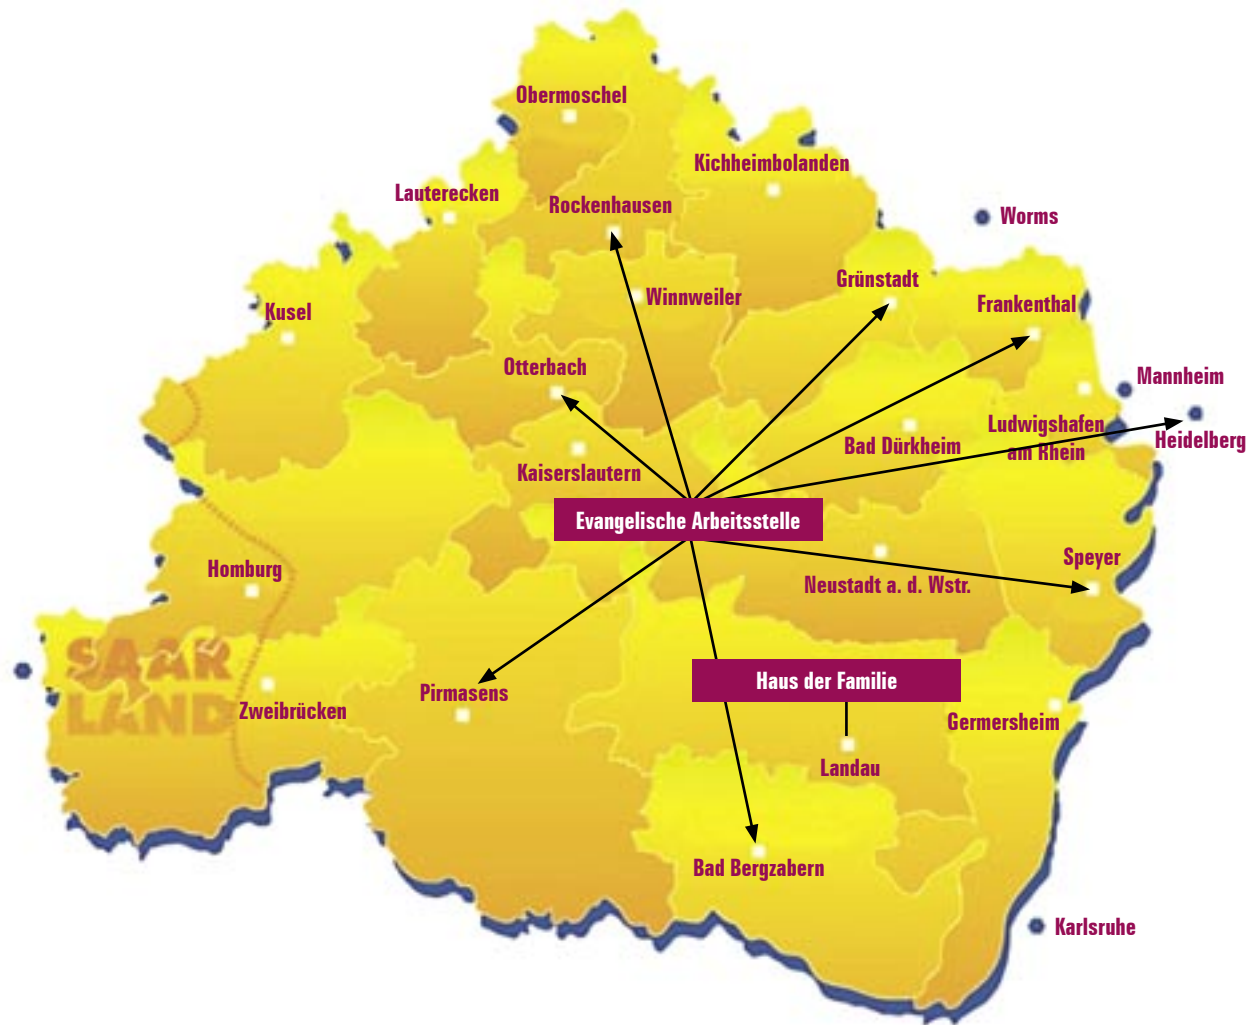 Obermoschel
Kichheimbolanden
Lauterecken
Rockenhausen
Worms
Grünstadt
Winnweiler
Frankenthal
Kusel
Otterbach
Mannheim
Ludwigshafen
am Rhein
Heidelberg
Bad Dürkheim
Kaiserslautern
Evangelische Arbeitsstelle
Speyer
Homburg
Neustadt a. d. Wstr.
SAAR
LAND
Haus der Familie
Pirmasens
Zweibrücken
Germersheim
Landau
Bad Bergzabern
Karlsruhe